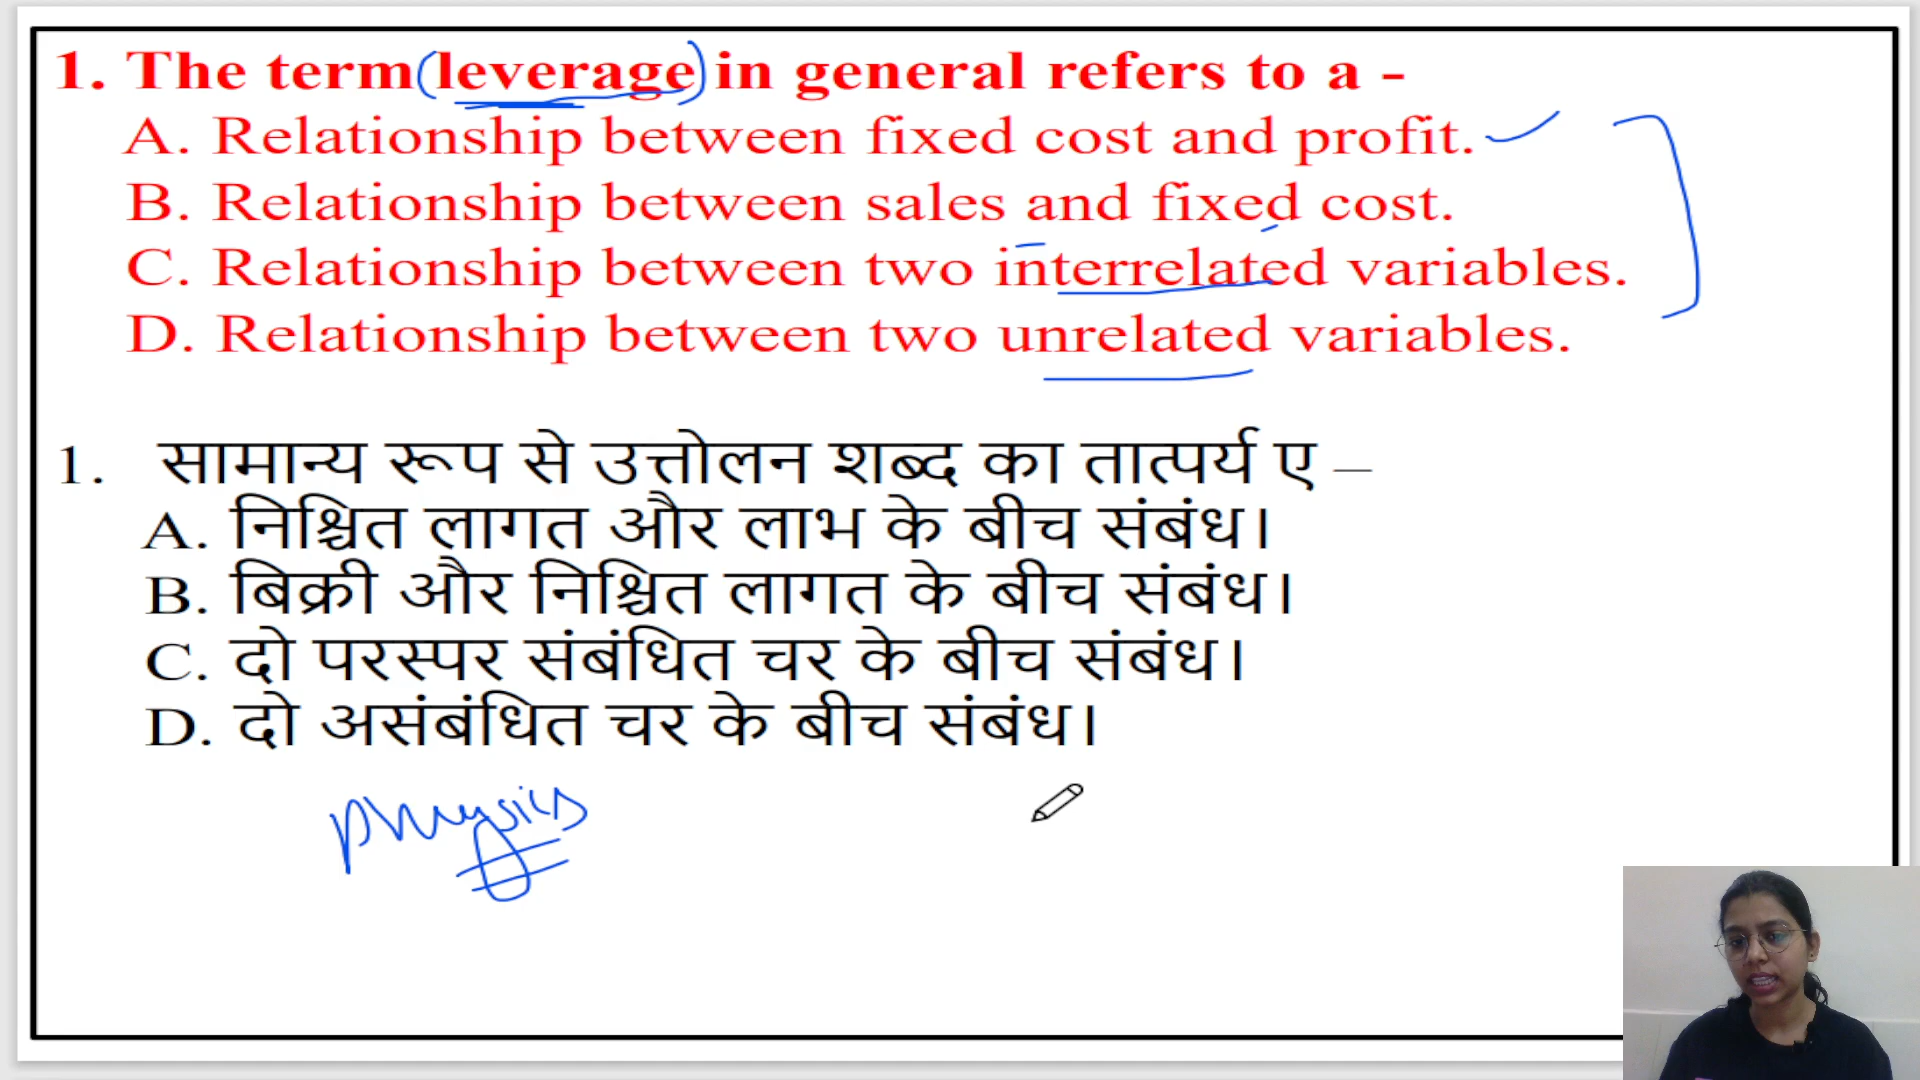 1. The term leverage in general refers to a -
A. Relationship between fixed cost and profit.
B. Relationship between sales and fixed cost.
C. Relationship between two interrelated variables.
D. Relationship between two unrelated variables.
1. सामान्य रूप से उत्तोलन शब्द का तात्पर्य ए –
A. निश्चित लागत और लाभ के बीच संबंध।
B. बिक्री और निश्चित लागत के बीच संबंध।
C. दो परस्पर संबंधित चर के बीच संबंध।
D. दो असंबंधित चर के बीच संबंध।
physics